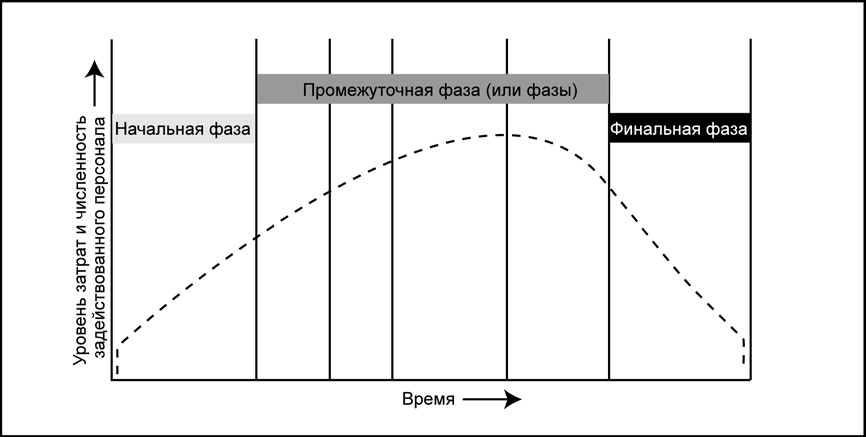 Промежуточная фаза (или фазы)
Начальная фаза
Финальная фаза
Уровень затрат и численность
задействованного персонала
Время